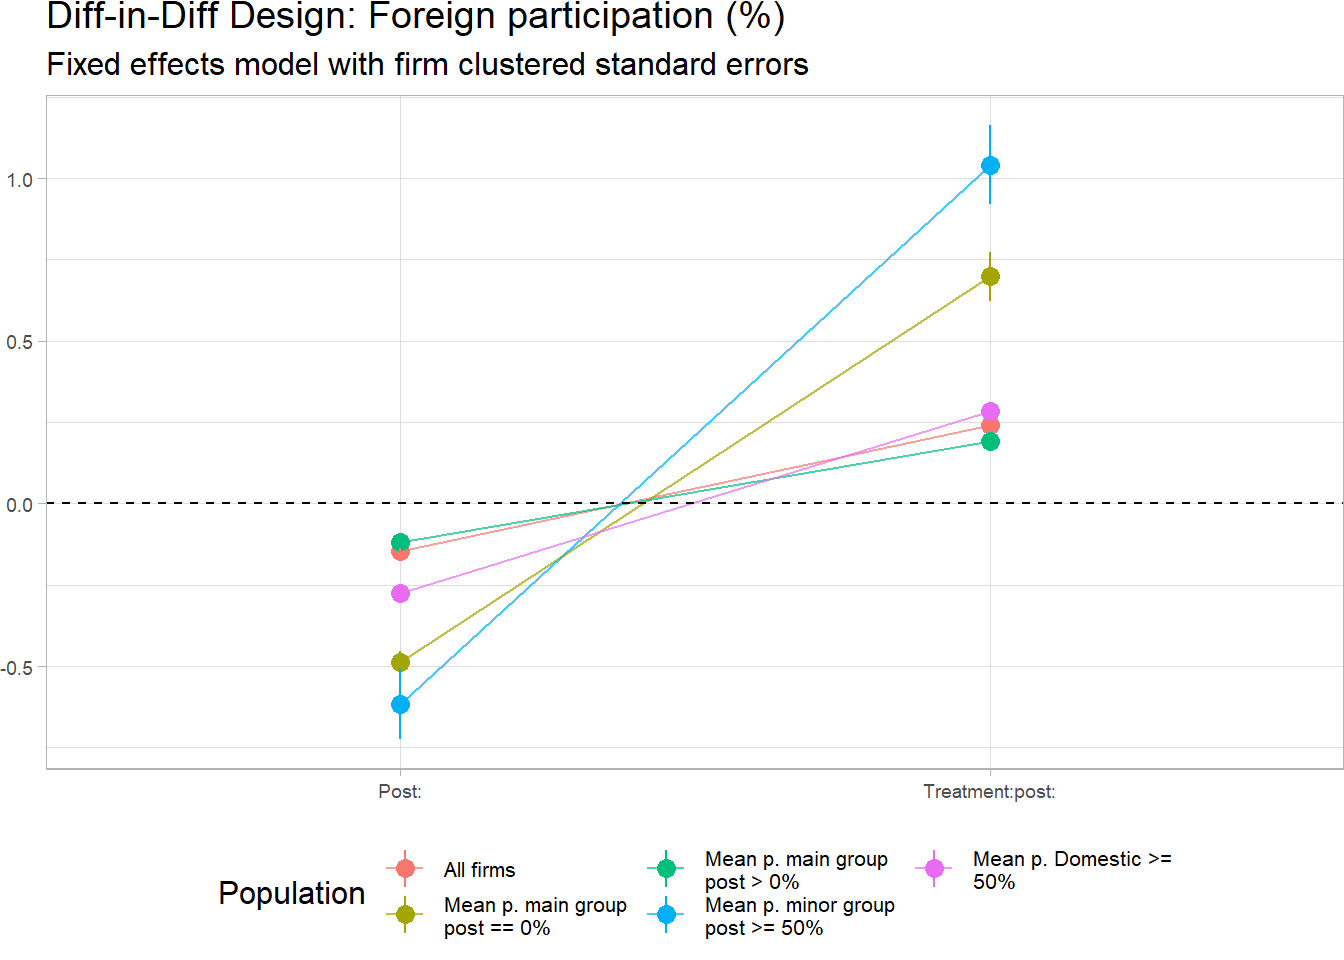 Diff-in-Diff Design: Foreign participation (%)
Fixed effects model with firm clustered standard errors
1.0
0.5
0.0
-0.5
Post:
Treatment:post:
Population
All firms
Mean p. main group
post == 0%
Mean p. main group
post > 0%
Mean p. minor group
post >= 50%
Mean p. Domestic >=
50%